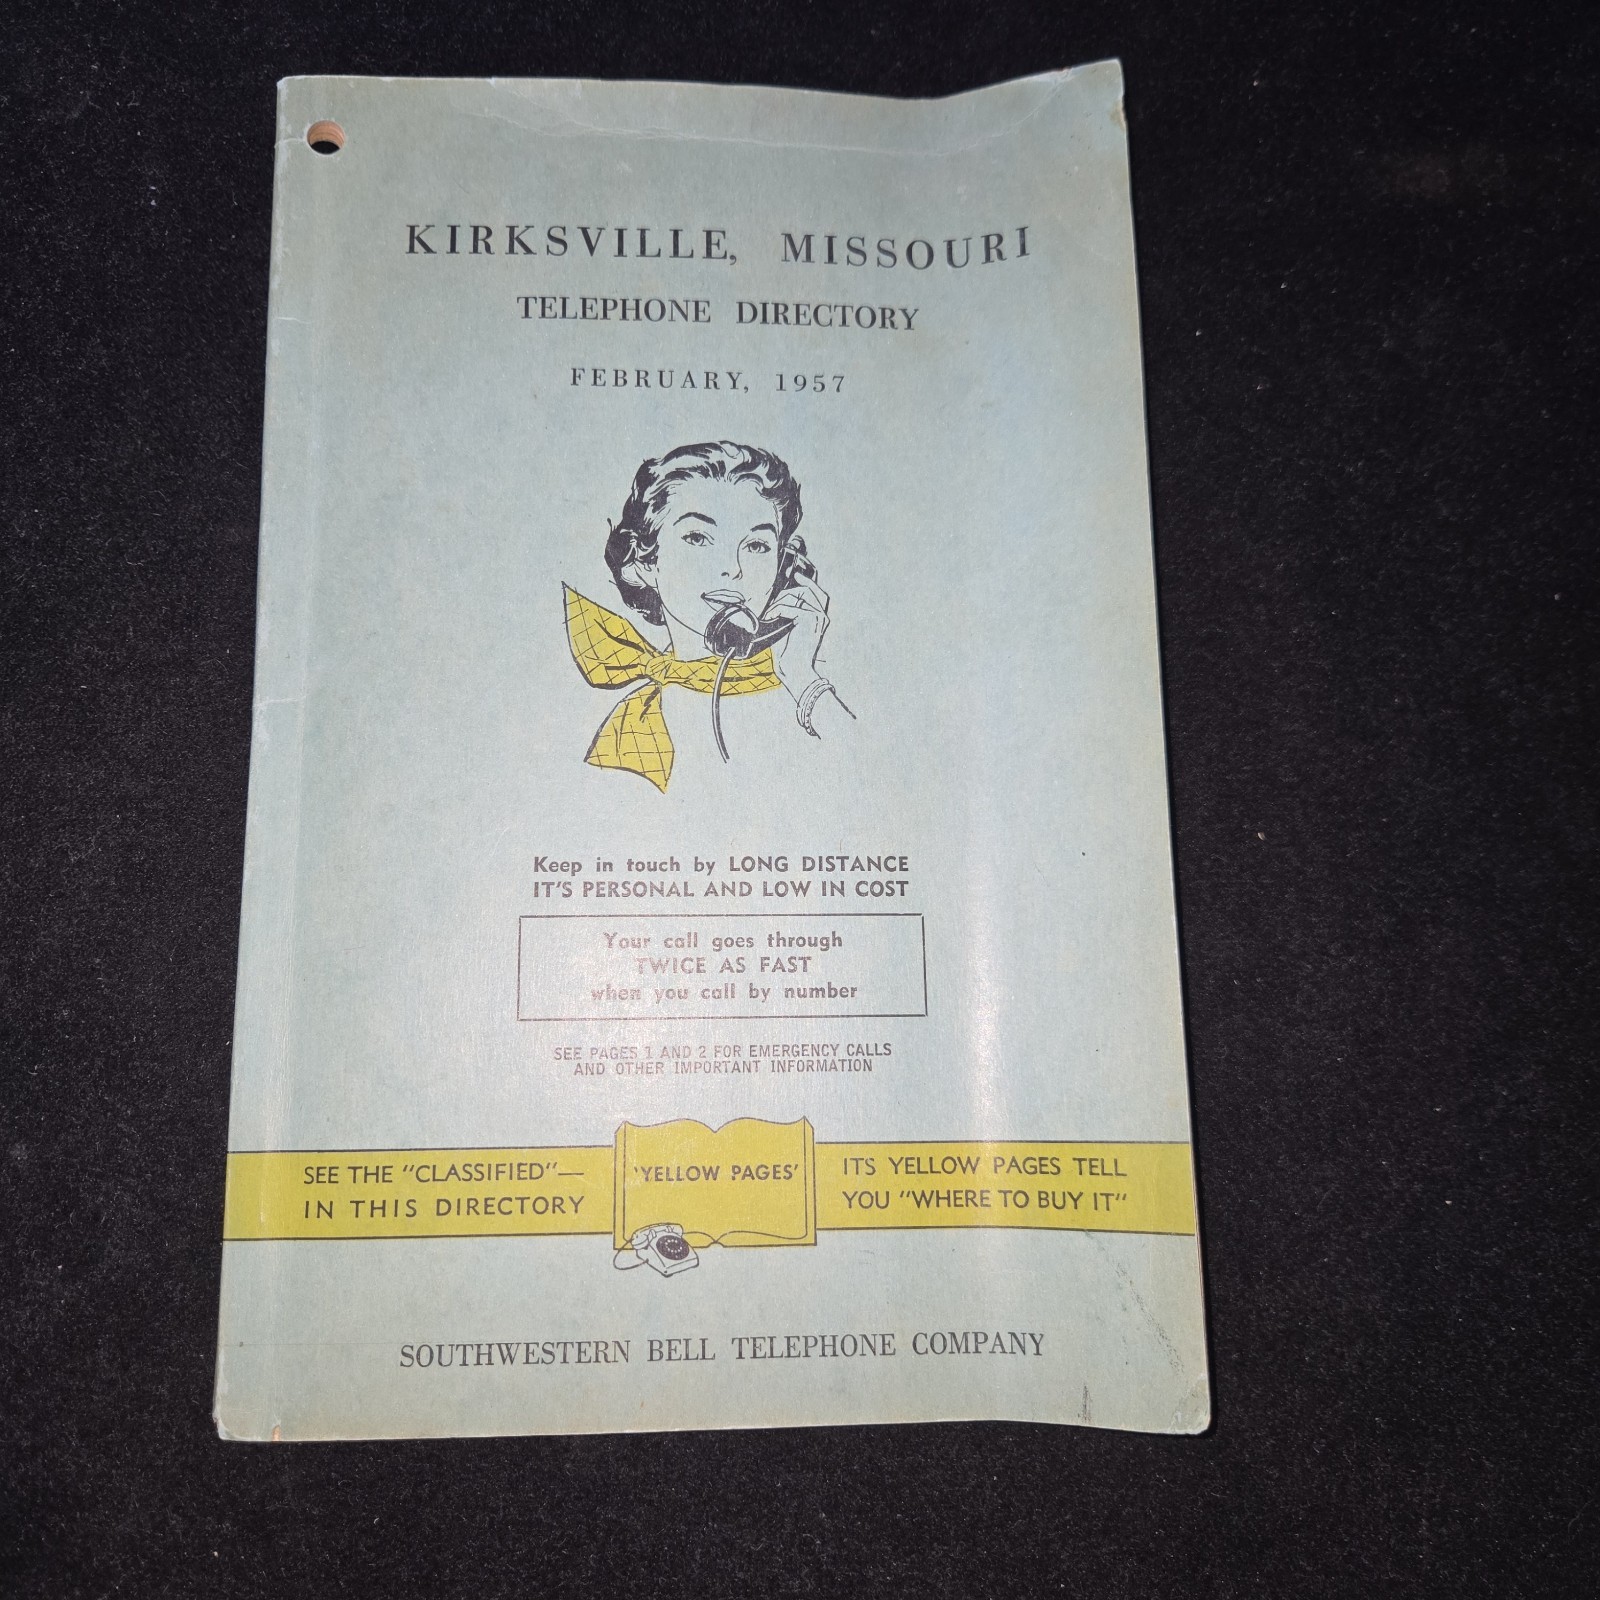 KIRKSVILLE, MISSOURI
TELEPHONE DIRECTORY
FEBRUARY, 1957
Keep in touch by LONG DISTANCE
IT'S PERSONAL AND LOW IN COST
Your call goes through
TWICE AS FAST
when you call by number
SEE PAGES 1 AND 2 FOR EMERGENCY CALLS
AND OTHER IMPORTANT INFORMATION
SEE THE "CLASSIFIED"—
IN THIS DIRECTORY
'YELLOW PAGES'
ITS YELLOW PAGES TELL
YOU "WHERE TO BUY IT"
SOUTHWESTERN BELL TELEPHONE COMPANY